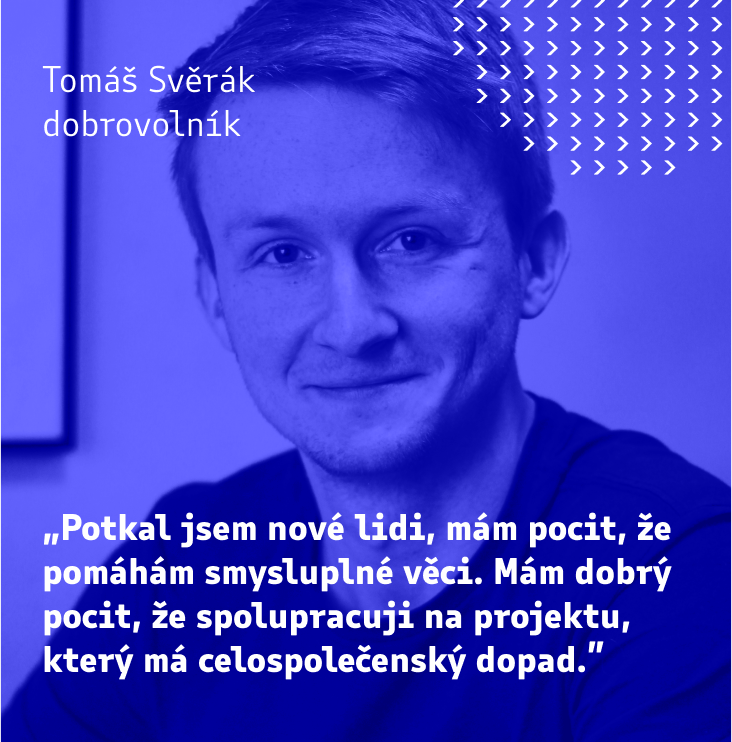 Tomáš Svěrák
dobrovolník
„Potkal jsem nové lidi, mám pocit, že
pomáhám smysluplné věci. Mám dobrý
pocit, že spolupracuji na projektu,
který má celospolečenský dopad.”